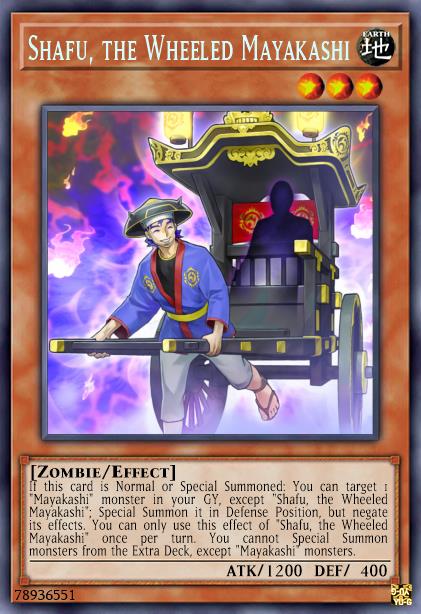 SHAFU, THE WHEELED MAYAKASHI
EARTH
地
[ZOMBIE/EFFECT]
If this card is Normal or Special Summoned: You can target 1
"Mayakashi" monster in your GY, except "Shafu, the Wheeled
Mayakashi"; Special Summon it in Defense Position, but negate
its effects. You can only use this effect of "Shafu, the Wheeled
Mayakashi" once per turn. You cannot Special Summon
monsters from the Extra Deck, except "Mayakashi" monsters.
ATK/1200 DEF/ 400
78936551